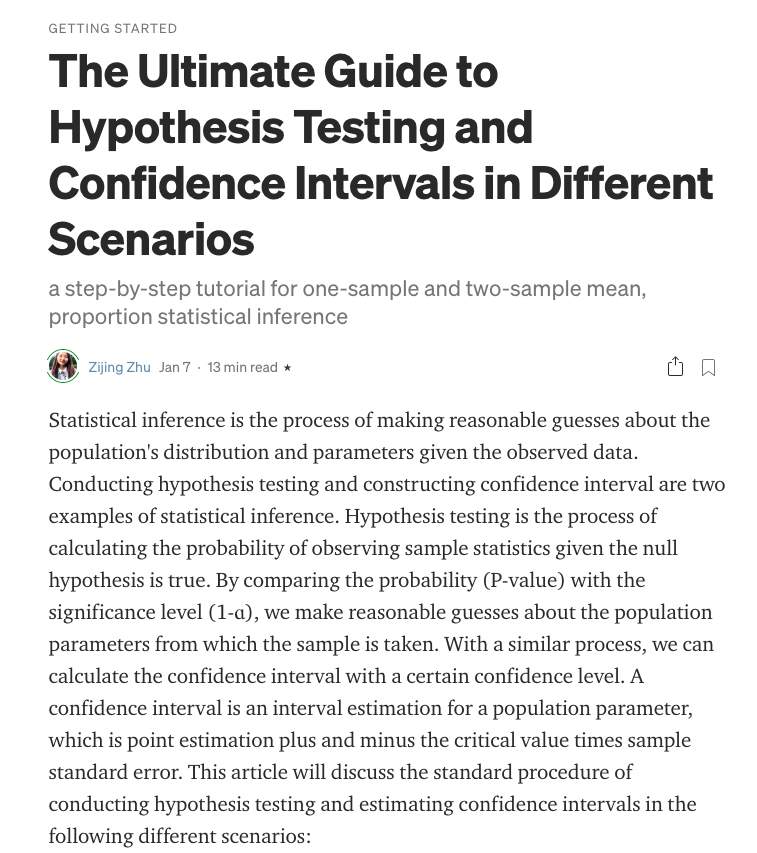 GETTING STARTED
The Ultimate Guide to
Hypothesis Testing and
Confidence Intervals in Different
Scenarios
a step-by-step tutorial for one-sample and two-sample mean,
proportion statistical inference
Zijing Zhu Jan 7 · 13 min read ★
Statistical inference is the process of making reasonable guesses about the
population's distribution and parameters given the observed data.
Conducting hypothesis testing and constructing confidence interval are two
examples of statistical inference. Hypothesis testing is the process of
calculating the probability of observing sample statistics given the null
hypothesis is true. By comparing the probability (P-value) with the
significance level (1-α), we make reasonable guesses about the population
parameters from which the sample is taken. With a similar process, we can
calculate the confidence interval with a certain confidence level. A
confidence interval is an interval estimation for a population parameter,
which is point estimation plus and minus the critical value times sample
standard error. This article will discuss the standard procedure of
conducting hypothesis testing and estimating confidence intervals in the
following different scenarios: